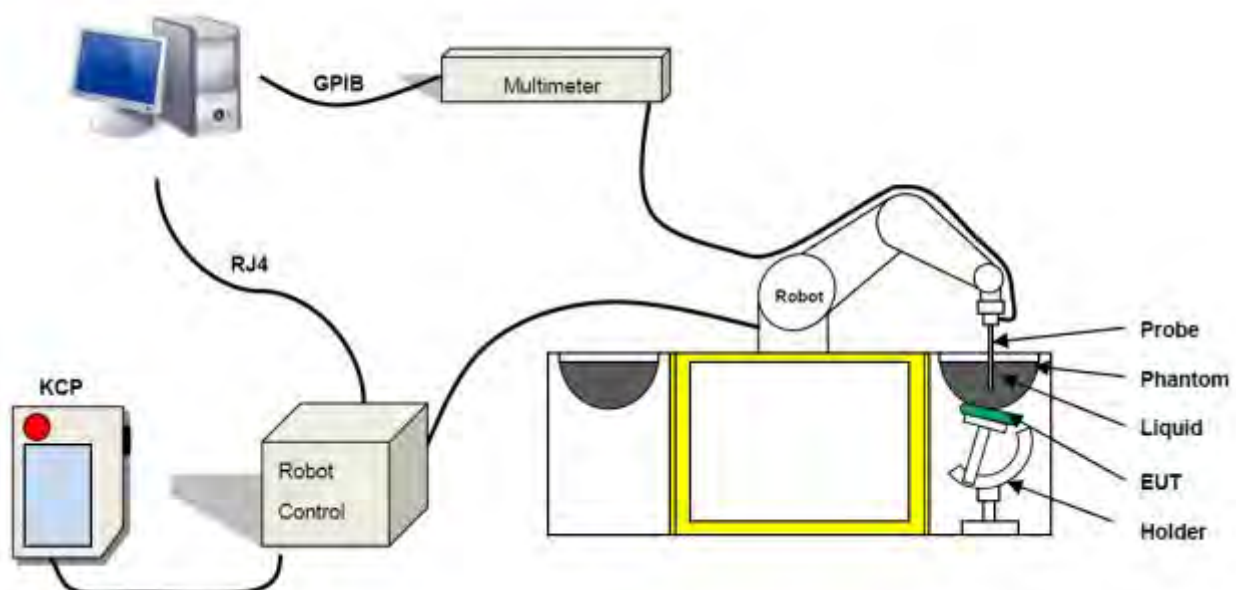 GPIB
Multimeter
RJ4
Robot
Probe
Phantom
KCP
Liquid
Robot
Control
EUT
Holder